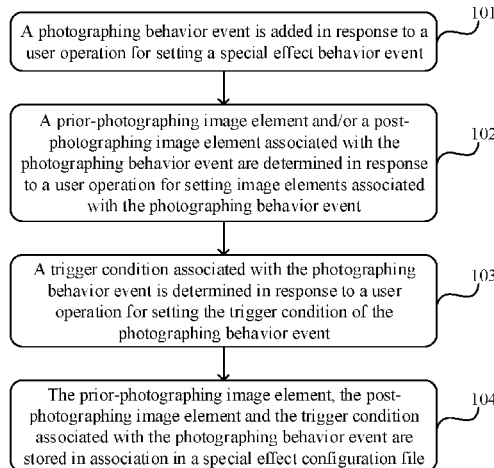 101
A photographing behavior event is added in response to a
user operation for setting a special effect behavior event
102
A prior-photographing image element and/or a post-
photographing image element associated with the
photographing behavior event are determined in response
to a user operation for setting image elements associated
with the photographing behavior event
103
A trigger condition associated with the photographing
behavior event is determined in response to a user
operation for setting the trigger condition of the
photographing behavior event
104
The prior-photographing image element, the post-
photographing image element and the trigger condition
associated with the photographing behavior event are
stored in association in a special effect configuration file